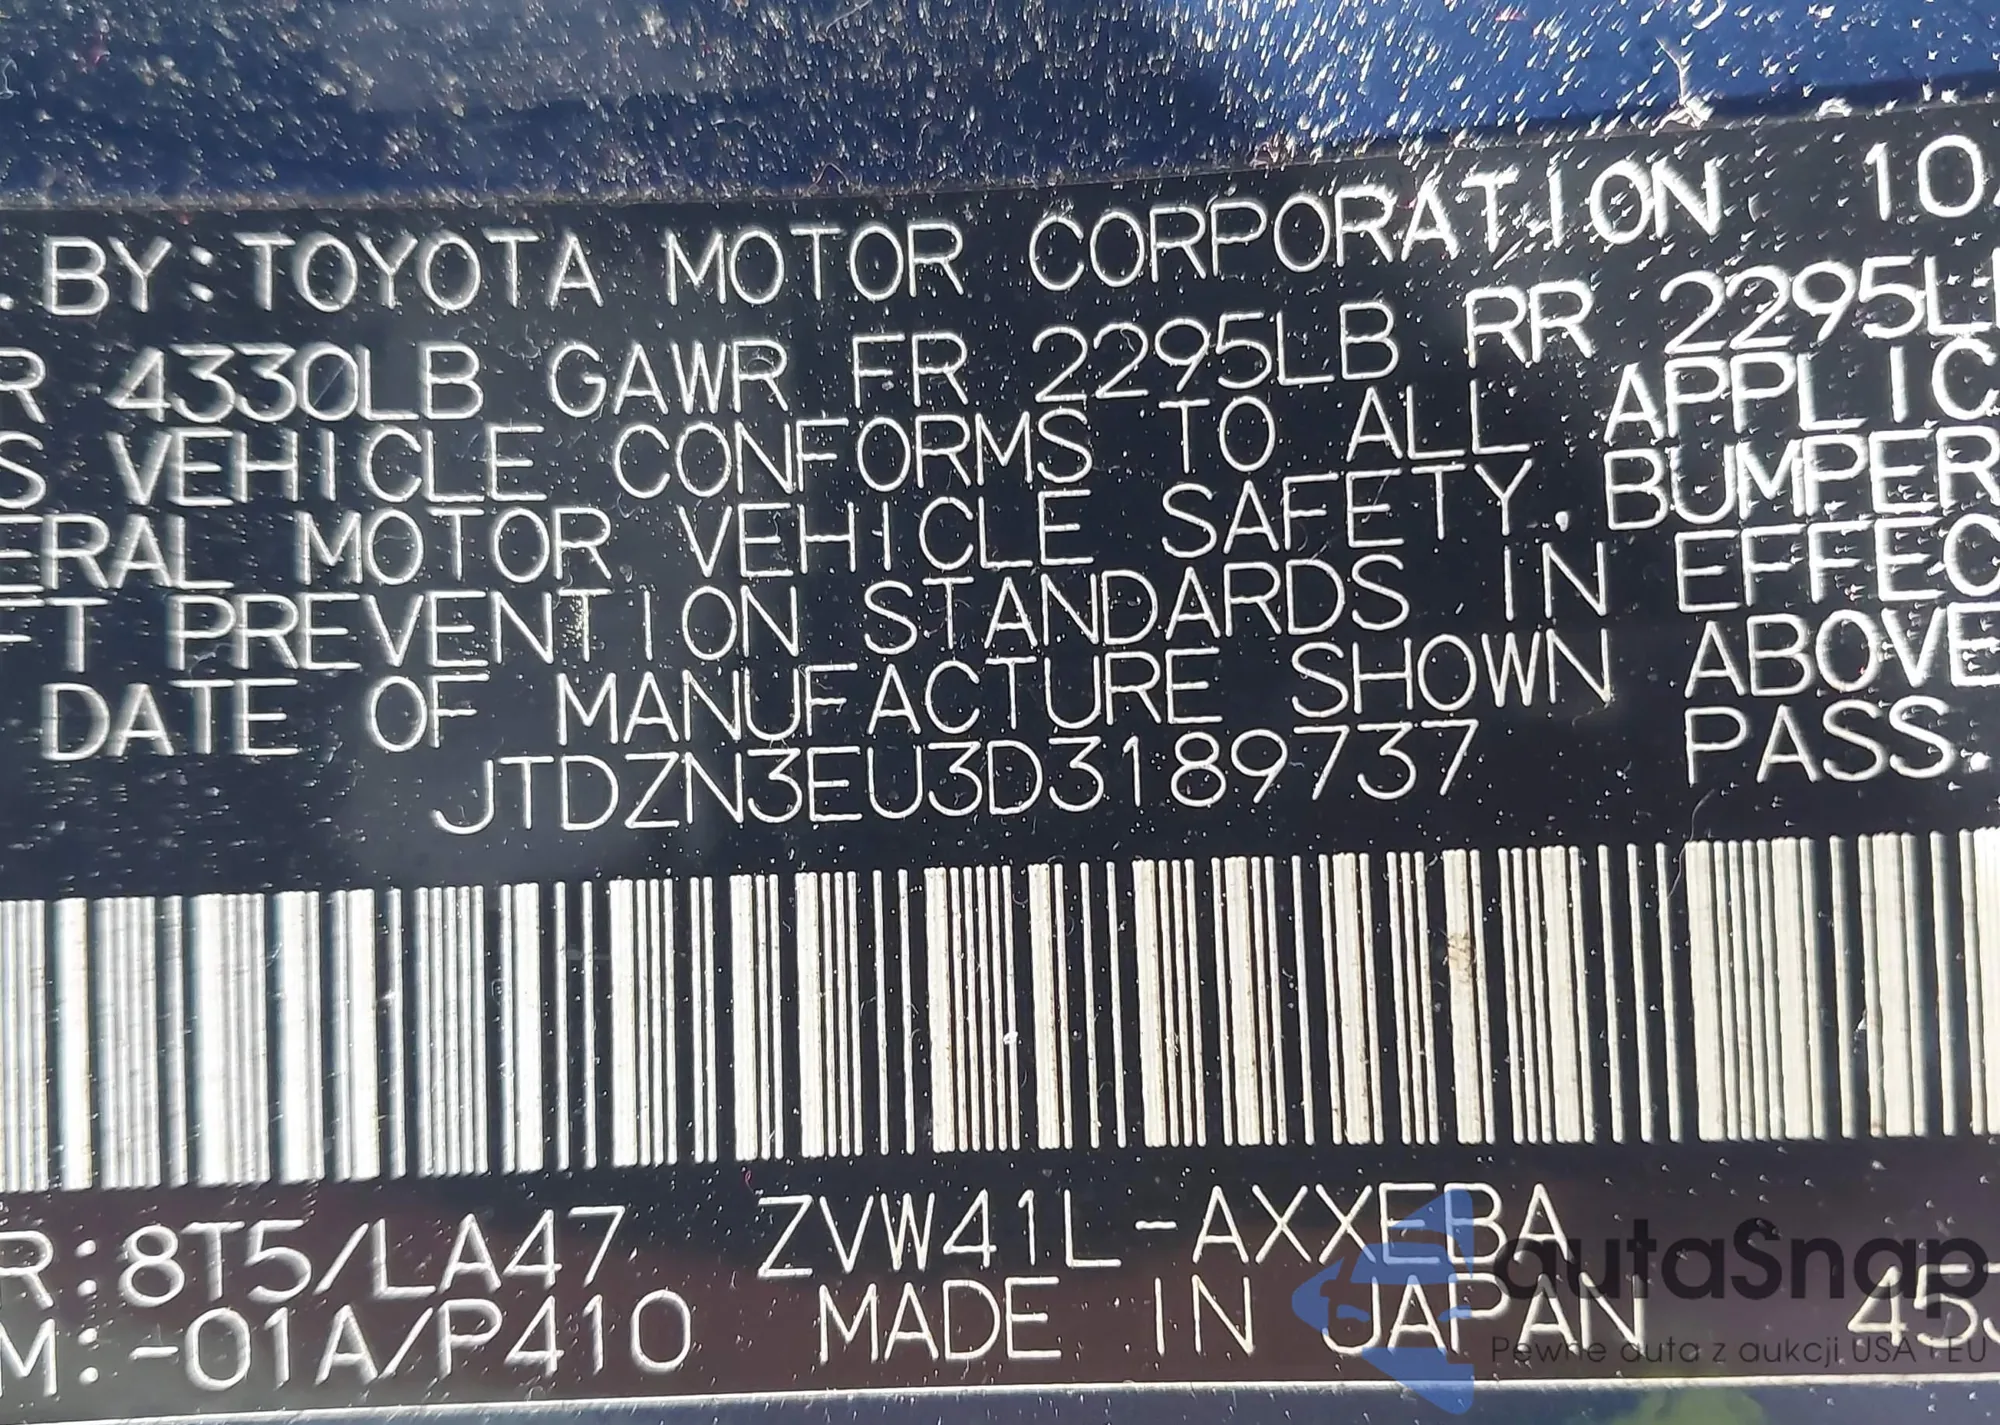 . BY: TOYOTA MOTOR CORPORATION 10
R 4330LB GAWR FR 2295LB RR 2295L
S VEHICLE CONFORMS TO ALL APPLIC
ERAL MOTOR VEHICLE SAFETY, BUMPER
FT PREVENTION STANDARDS IN EFFEC
DATE OF MANUFACTURE SHOWN ABOVE
JTDZN3EU3D3189737 PASS.
R:8T5/LA47 ZVW41L-AXXEBA
M:-01A/P410 MADE IN JAPAN 45
autaSnap
Pewne auta z aukcji USA i EU